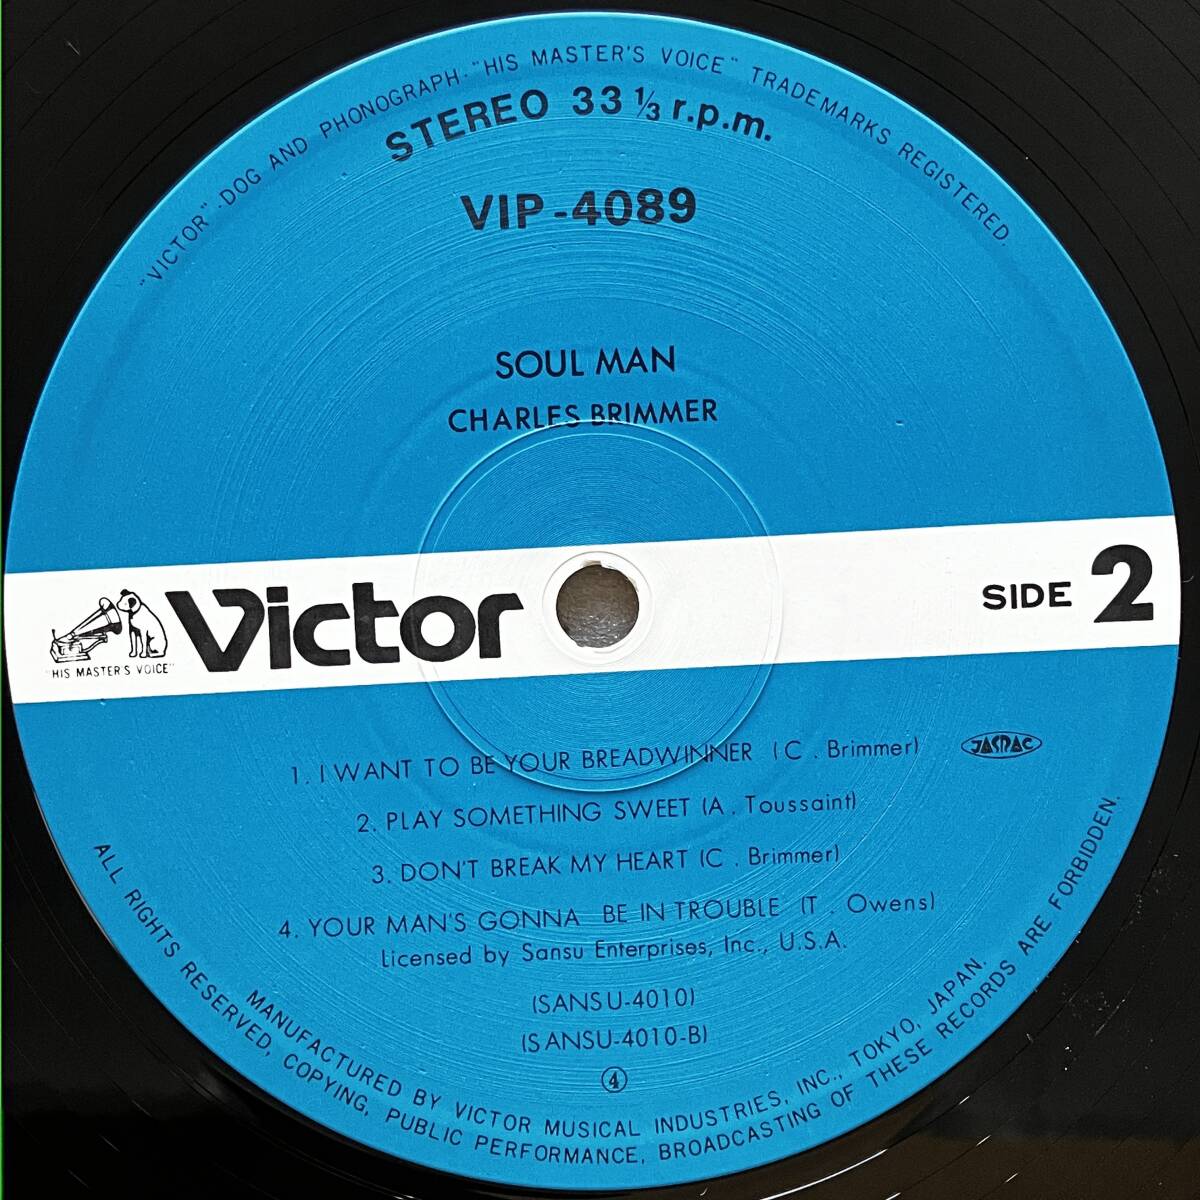 "VICTOR" DOG AND PHONOGRAPH· "HIS MASTER'S VOICE" TRADEMARKS REGISTERED.
STEREO 33 ⅓ r.p.m.
VIP-4089
SOUL MAN
CHARLES BRIMMER
"HIS MASTER'S VOICE"
Victor
SIDE 2
1. I WANT TO BE YOUR BREADWINNER (C . Brimmer)
JASRAC
2. PLAY SOMETHING SWEET (A . Toussaint)
3. DON'T BREAK MY HEART (C . Brimmer)
4. YOUR MAN'S GONNA BE IN TROUBLE (T . Owens)
Licensed by Sansu Enterprises, Inc., U.S.A.
(SANSU-4010)
(SANSU-4010-B)
④
MANUFACTURED BY VICTOR MUSICAL INDUSTRIES, INC., TOKYO, JAPAN.
ALL RIGHTS RESERVED, COPYING, PUBLIC PERFORMANCE, BROADCASTING OF THESE RECORDS ARE FORBIDDEN.